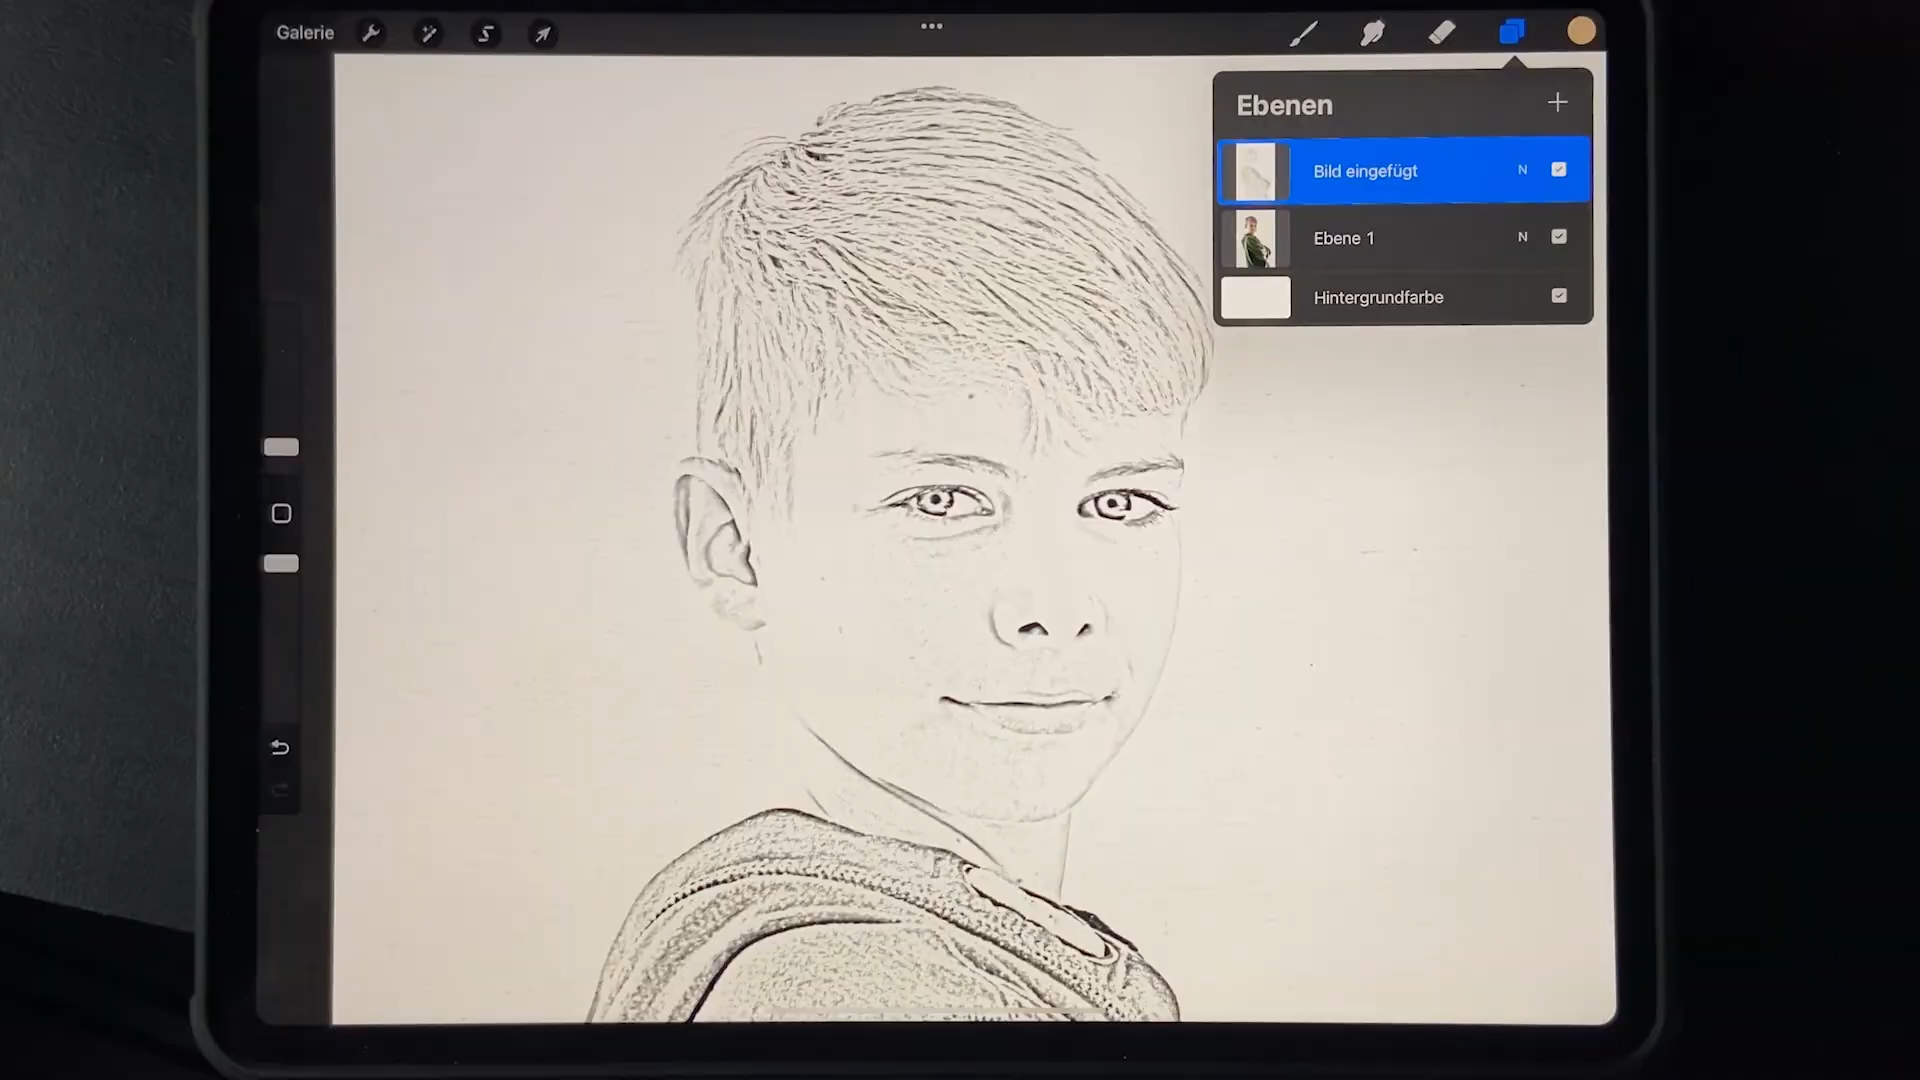 Galerie
Ebenen
Bild eingefügt N
Ebene 1 N
Hintergrundfarbe